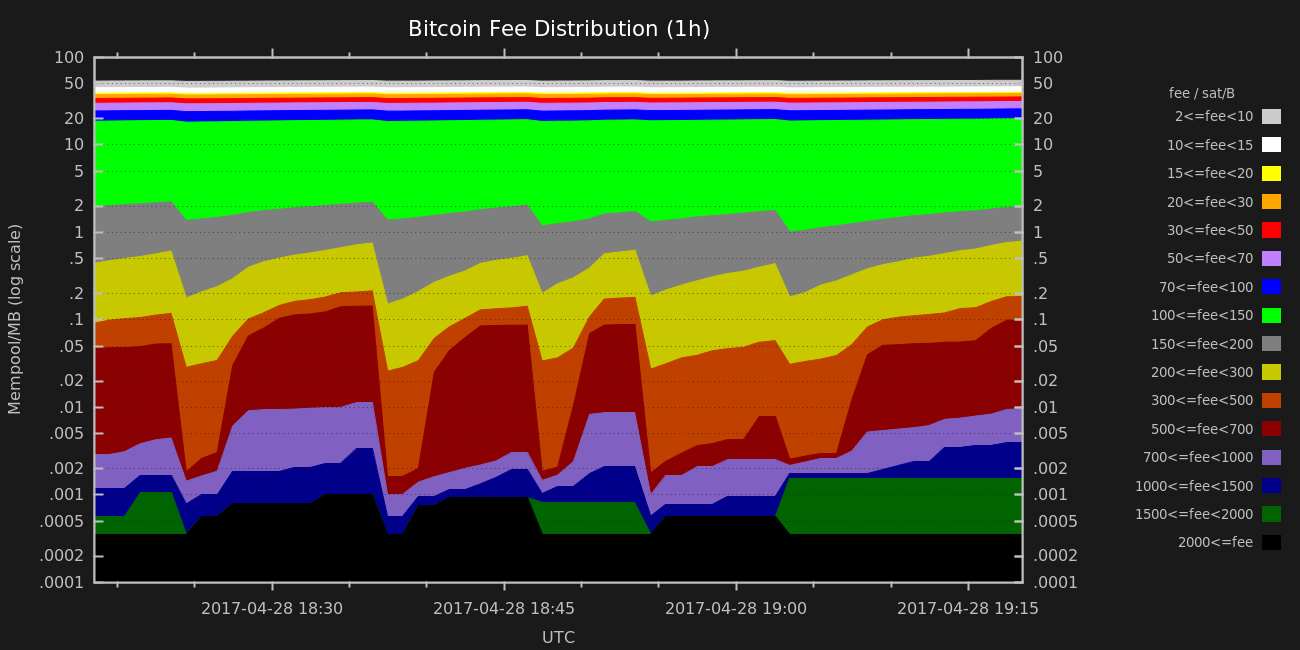 Bitcoin Fee Distribution (1h)
Mempool/MB (log scale)
100
50
20
10
5
2
1
.5
.2
.1
.05
.02
.01
.005
.002
.001
.0005
.0002
.0001
100
50
20
10
5
2
1
.5
.2
.1
.05
.02
.01
.005
.002
.001
.0005
.0002
.0001
fee / sat/B
2<=fee<10
10<=fee<15
15<=fee<20
20<=fee<30
30<=fee<50
50<=fee<70
70<=fee<100
100<=fee<150
150<=fee<200
200<=fee<300
300<=fee<500
500<=fee<700
700<=fee<1000
1000<=fee<1500
1500<=fee<2000
2000<=fee
2017-04-28 18:30 2017-04-28 18:45 2017-04-28 19:00 2017-04-28 19:15
UTC